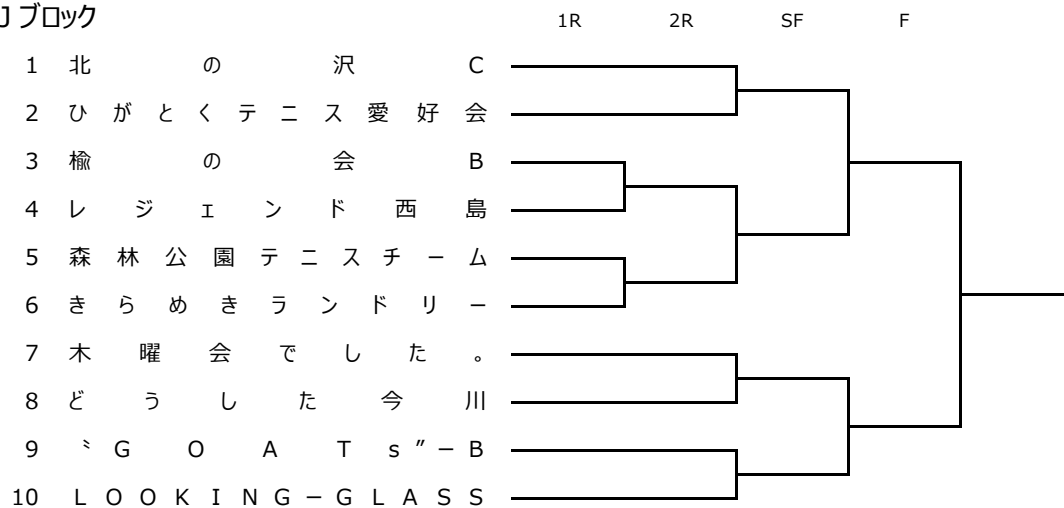 Jブロック 1R 2R SF F
1 北の沢C
2 ひがとくテニス愛好会
3 楡の会B
4 レジェンド西島
5 森林公園テニスチーム
6 きらめきランドリー
7 木曜会でした。
8 どうした今川
9 〝GOATs”-B
10 LOOKING-GLASS